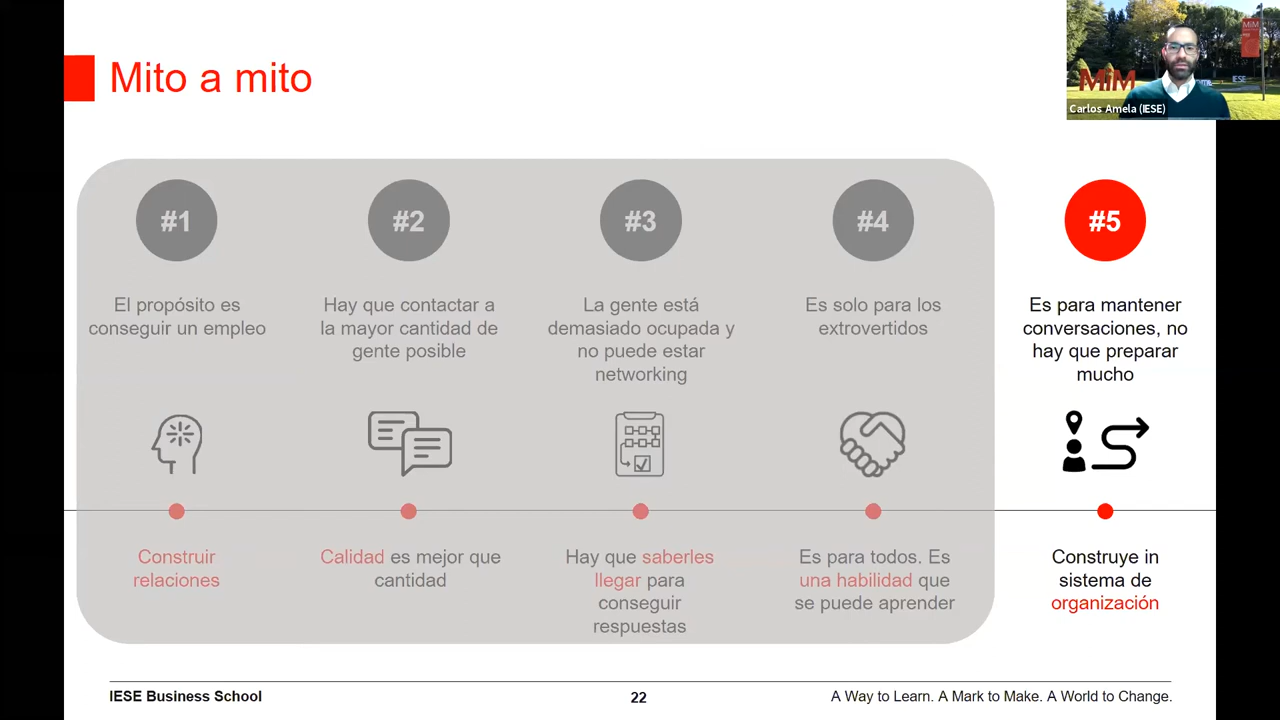 Mito a mito
MiM
IESE
Carlos Amela (IESE)
#1
El propósito es
conseguir un empleo
Construir
relaciones
#2
Hay que contactar a
la mayor cantidad de
gente posible
Calidad es mejor que
cantidad
#3
La gente está
demasiado ocupada y
no puede estar
networking
Hay que saberles
llegar para
conseguir
respuestas
#4
Es solo para los
extrovertidos
Es para todos. Es
una habilidad que
se puede aprender
#5
Es para mantener
conversaciones, no
hay que preparar
mucho
Construye in
sistema de
organización
IESE Business School
22
A Way to Learn. A Mark to Make. A World to Change.